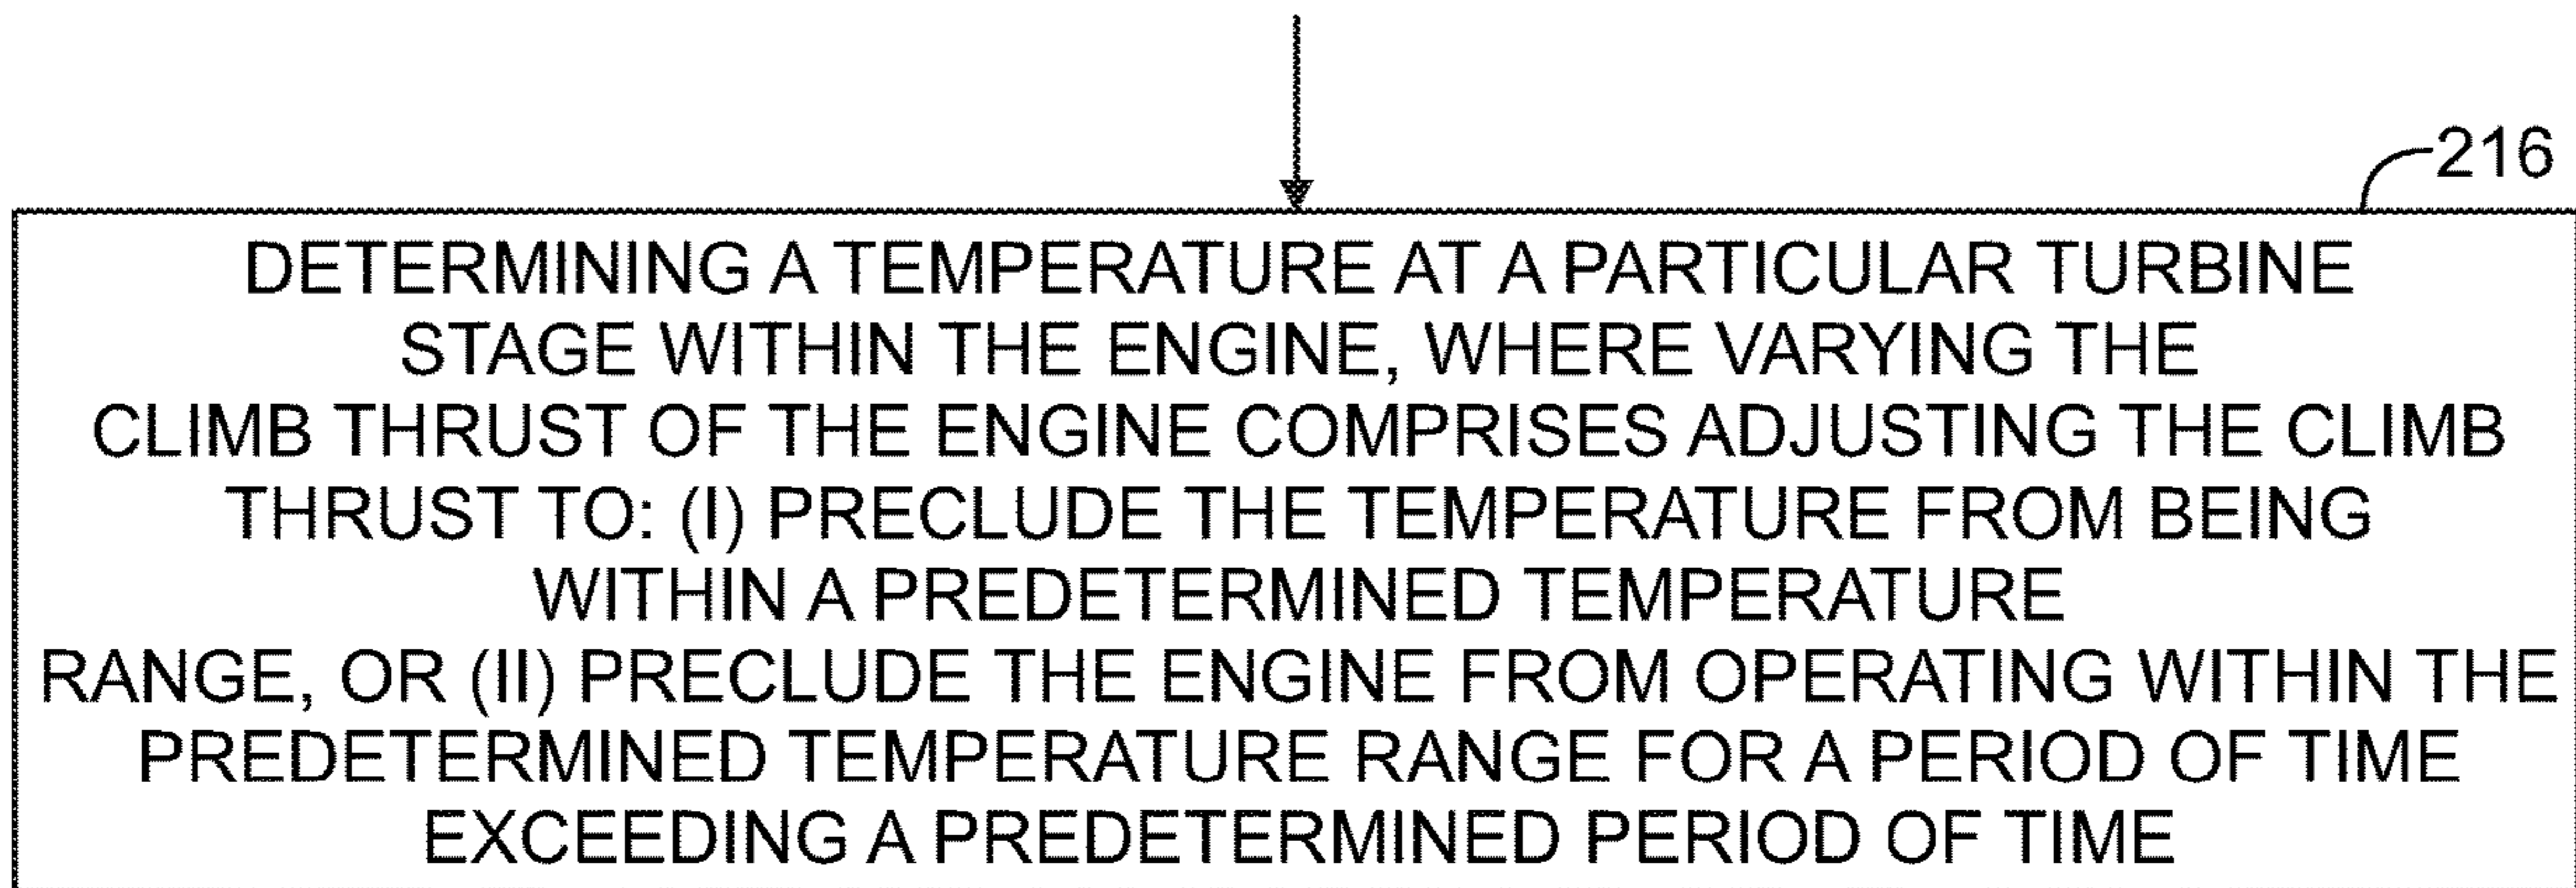 216
DETERMINING A TEMPERATURE AT A PARTICULAR TURBINE
STAGE WITHIN THE ENGINE, WHERE VARYING THE
CLIMB THRUST OF THE ENGINE COMPRISES ADJUSTING THE CLIMB
THRUST TO: (I) PRECLUDE THE TEMPERATURE FROM BEING
WITHIN A PREDETERMINED TEMPERATURE
RANGE, OR (II) PRECLUDE THE ENGINE FROM OPERATING WITHIN THE
PREDETERMINED TEMPERATURE RANGE FOR A PERIOD OF TIME
EXCEEDING A PREDETERMINED PERIOD OF TIME